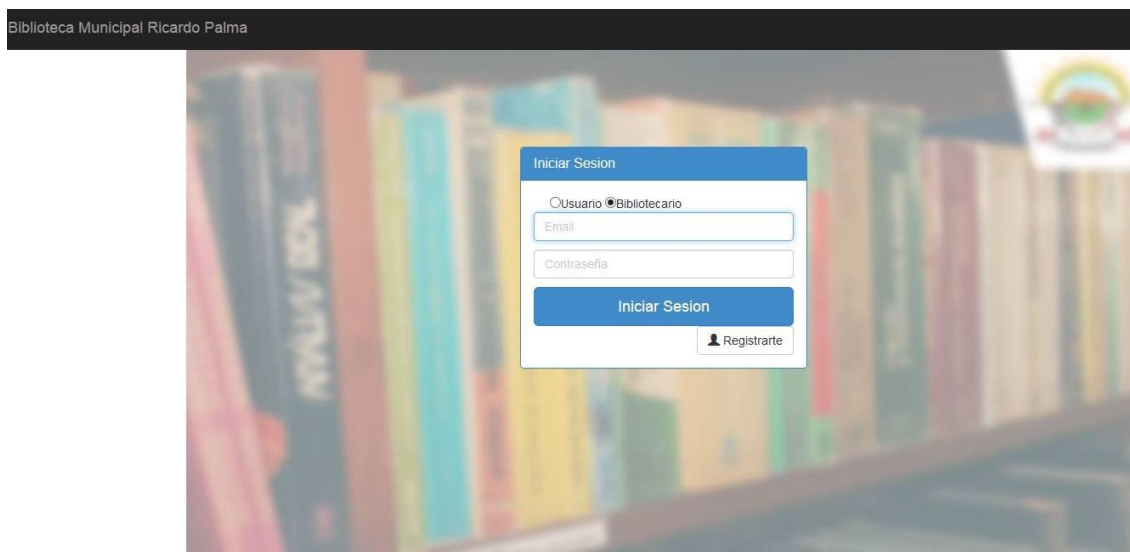 Biblioteca Municipal Ricardo Palma
Iniciar Sesion
Usuario Bibliotecario
Email
Contraseña
Iniciar Sesion
Registrarte